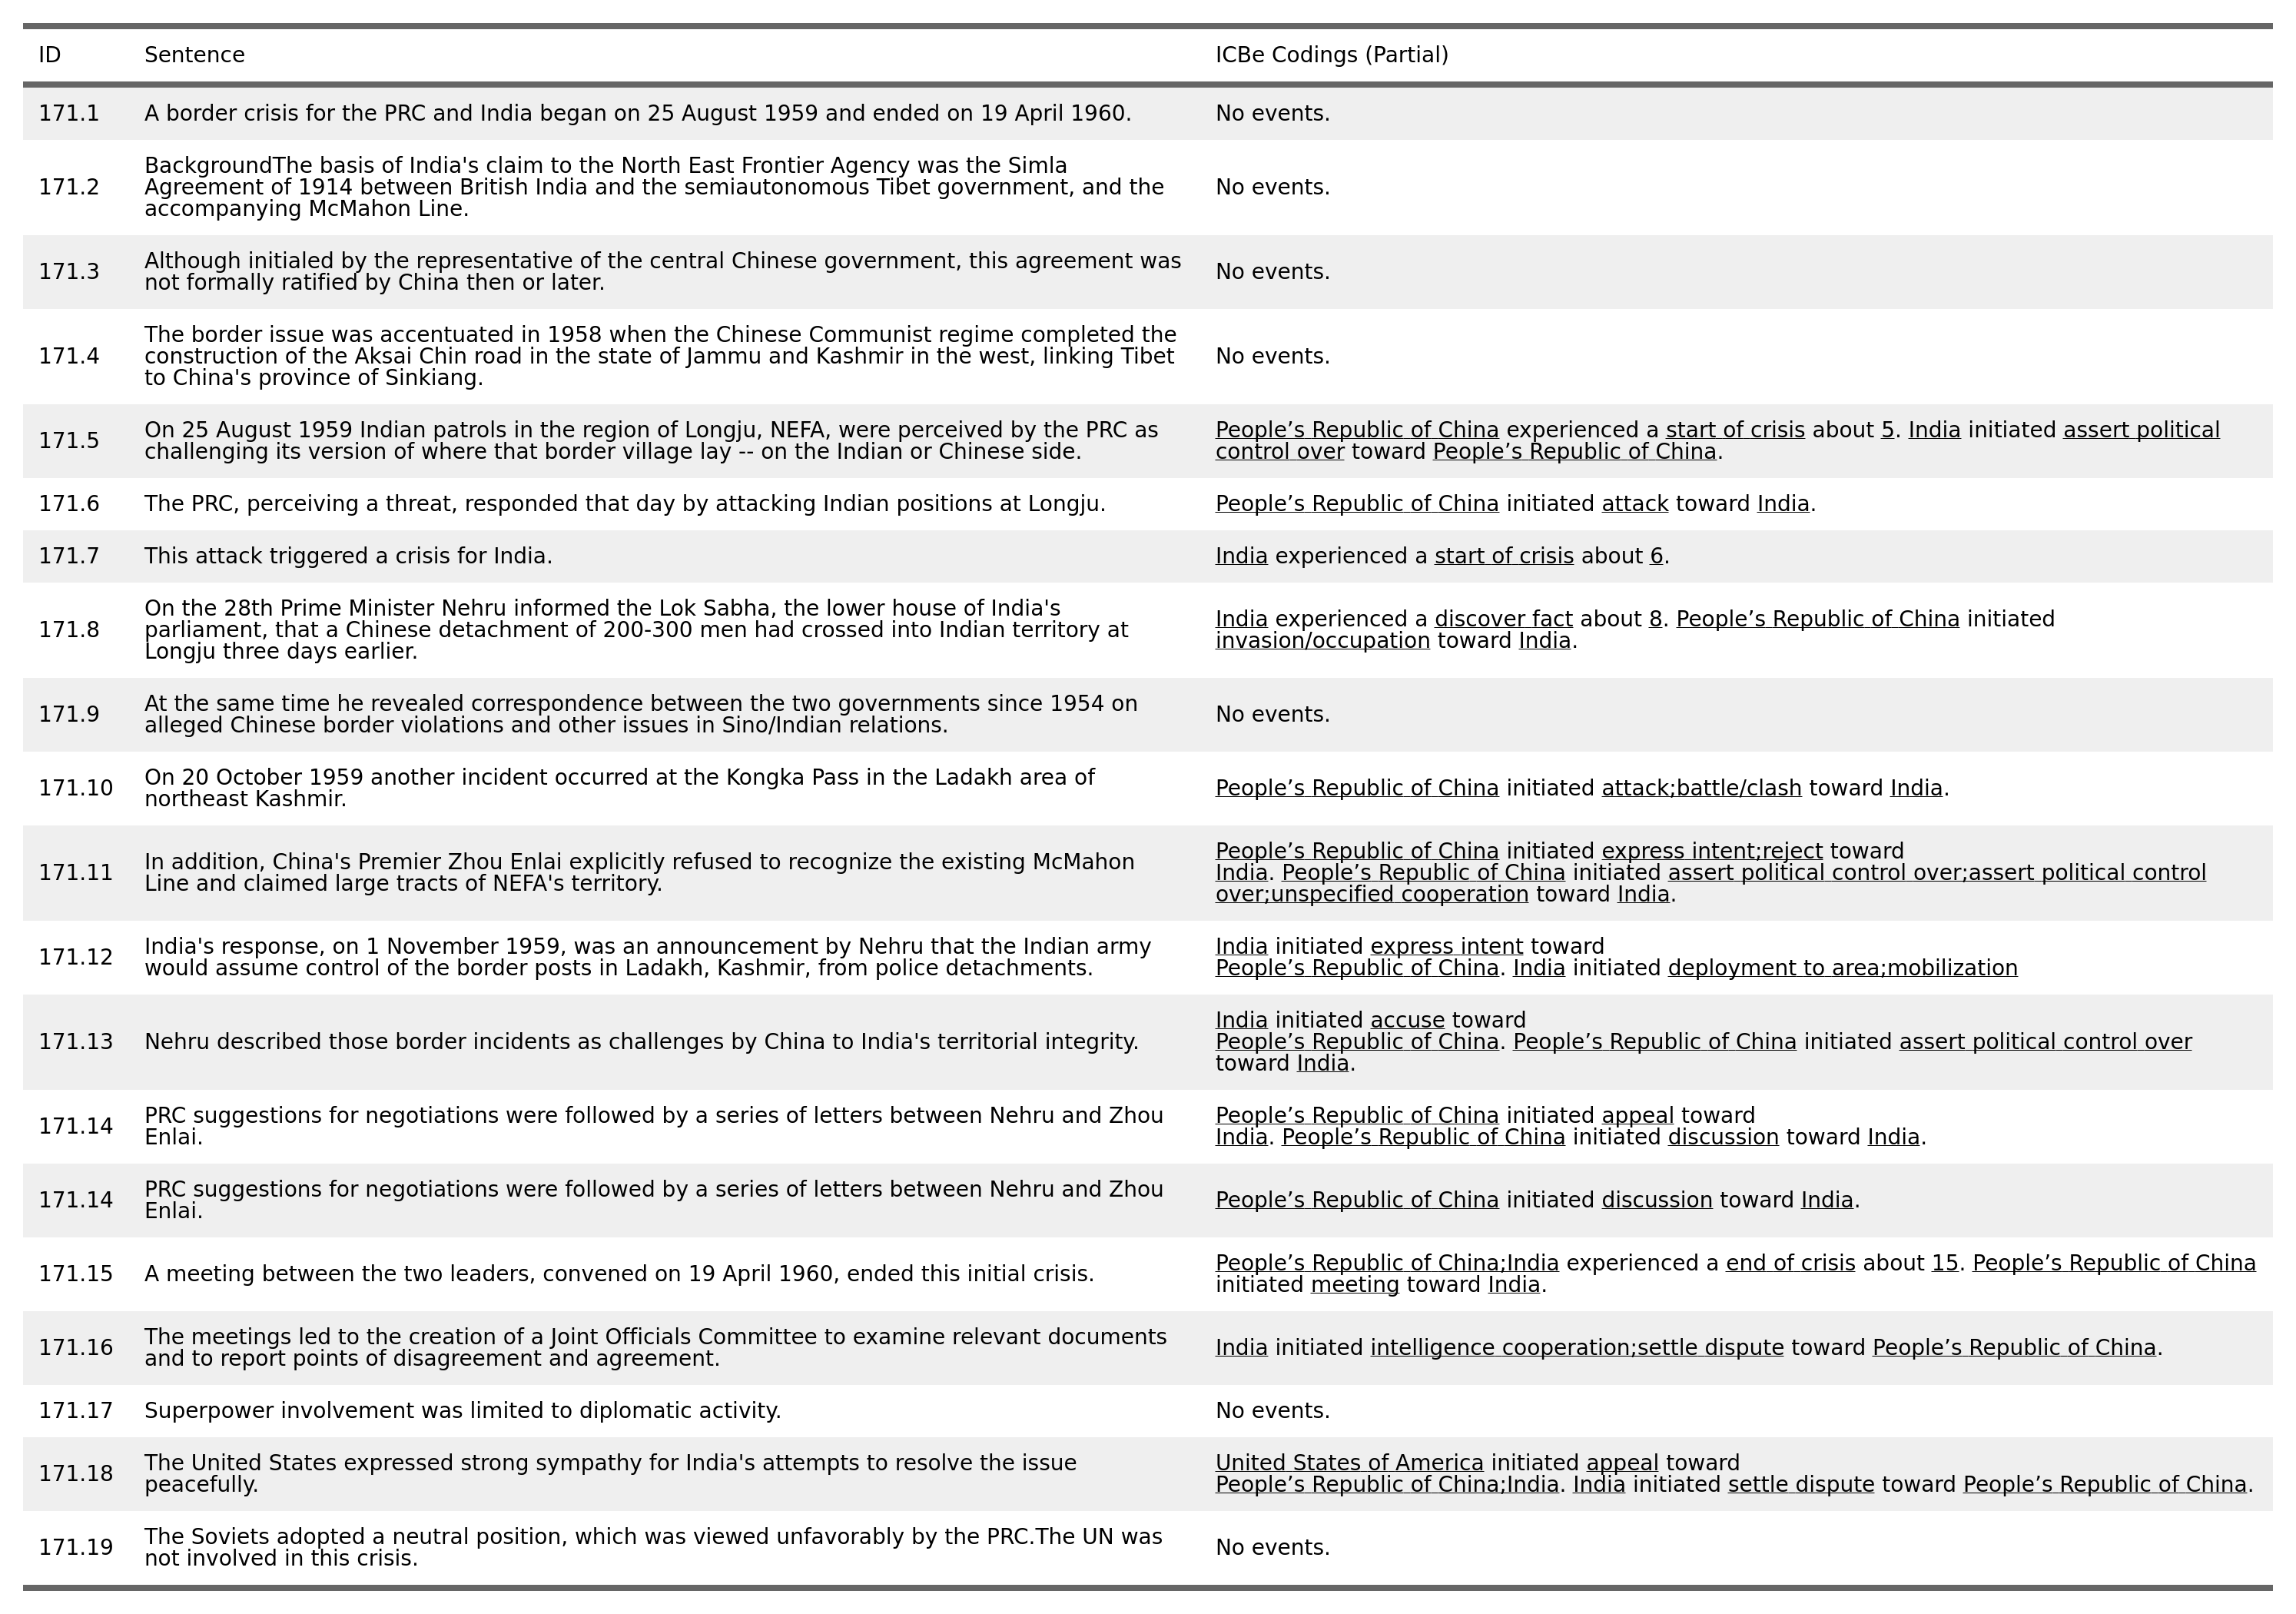 ID Sentence ICBe Codings (Partial)
171.1 A border crisis for the PRC and India began on 25 August 1959 and ended on 19 April 1960. No events.
171.2 BackgroundThe basis of India's claim to the North East Frontier Agency was the Simla
Agreement of 1914 between British India and the semiautonomous Tibet government, and the
accompanying McMahon Line.
No events.
171.3 Although initialed by the representative of the central Chinese government, this agreement was
not formally ratified by China then or later.
No events.
171.4 The border issue was accentuated in 1958 when the Chinese Communist regime completed the
construction of the Aksai Chin road in the state of Jammu and Kashmir in the west, linking Tibet
to China's province of Sinkiang.
No events.
171.5 On 25 August 1959 Indian patrols in the region of Longju, NEFA, were perceived by the PRC as
challenging its version of where that border village lay -- on the Indian or Chinese side.
People’s Republic of China experienced a start of crisis about 5. India initiated assert political
control over toward People’s Republic of China.
171.6 The PRC, perceiving a threat, responded that day by attacking Indian positions at Longju. People’s Republic of China initiated attack toward India.
171.7 This attack triggered a crisis for India. India experienced a start of crisis about 6.
171.8 On the 28th Prime Minister Nehru informed the Lok Sabha, the lower house of India's
parliament, that a Chinese detachment of 200-300 men had crossed into Indian territory at
Longju three days earlier.
India experienced a discover fact about 8. People’s Republic of China initiated
invasion/occupation toward India.
171.9 At the same time he revealed correspondence between the two governments since 1954 on
alleged Chinese border violations and other issues in Sino/Indian relations.
No events.
171.10 On 20 October 1959 another incident occurred at the Kongka Pass in the Ladakh area of
northeast Kashmir.
People’s Republic of China initiated attack;battle/clash toward India.
171.11 In addition, China's Premier Zhou Enlai explicitly refused to recognize the existing McMahon
Line and claimed large tracts of NEFA's territory.
People’s Republic of China initiated express intent;reject toward
India. People’s Republic of China initiated assert political control over;assert political control
over;unspecified cooperation toward India.
171.12 India's response, on 1 November 1959, was an announcement by Nehru that the Indian army
would assume control of the border posts in Ladakh, Kashmir, from police detachments.
India initiated express intent toward
People’s Republic of China. India initiated deployment to area;mobilization
171.13 Nehru described those border incidents as challenges by China to India's territorial integrity.
India initiated accuse toward
People’s Republic of China. People’s Republic of China initiated assert political control over
toward India.
171.14 PRC suggestions for negotiations were followed by a series of letters between Nehru and Zhou
Enlai.
People’s Republic of China initiated appeal toward
India. People’s Republic of China initiated discussion toward India.
171.14 PRC suggestions for negotiations were followed by a series of letters between Nehru and Zhou
Enlai.
People’s Republic of China initiated discussion toward India.
171.15 A meeting between the two leaders, convened on 19 April 1960, ended this initial crisis.
People’s Republic of China;India experienced a end of crisis about 15. People’s Republic of China
initiated meeting toward India.
171.16 The meetings led to the creation of a Joint Officials Committee to examine relevant documents
and to report points of disagreement and agreement.
India initiated intelligence cooperation;settle dispute toward People’s Republic of China.
171.17 Superpower involvement was limited to diplomatic activity. No events.
171.18 The United States expressed strong sympathy for India's attempts to resolve the issue
peacefully.
United States of America initiated appeal toward
People’s Republic of China;India. India initiated settle dispute toward People’s Republic of China.
171.19 The Soviets adopted a neutral position, which was viewed unfavorably by the PRC.The UN was
not involved in this crisis.
No events.